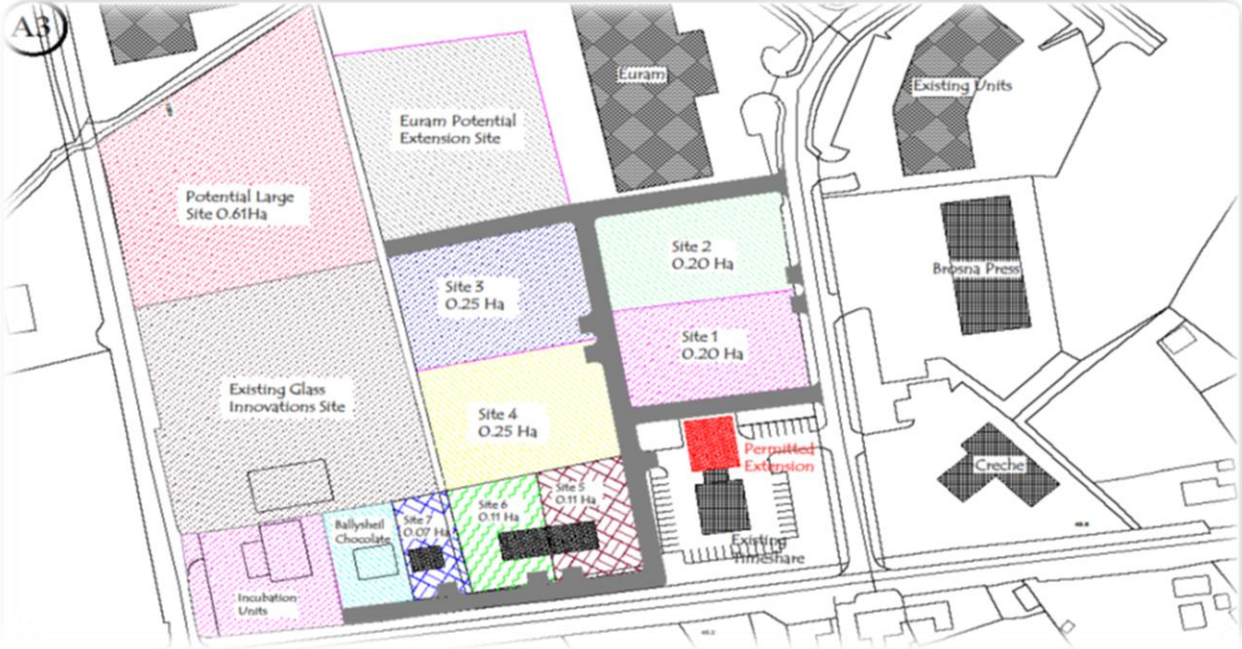 A3
Euram
Existing Units
Euram Potential
Extension Site
Potential Large
Site 0.61Ha
Site 2
0.20 Ha
Brosna Press
Site 3
0.25 Ha
Site 1
0.20 Ha
Existing Glass
Innovations Site
Site 4
0.25 Ha
Permitted
Extension
Creche
Site 5
0.11 Ha
Site 6
0.11 Ha
Site 7
0.07 Ha
Ballysheil
Chocolate
Existing
Timeshare
Incubation
Units